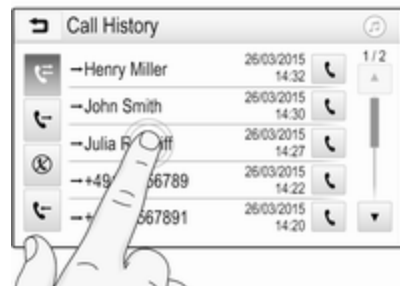 Call History
1/2
→Henry Miller 26/03/2015 14:32
→John Smith 26/03/2015 14:30
→Julia 26/03/2015 14:27
26/03/2015 14:22
26/03/2015 14:20